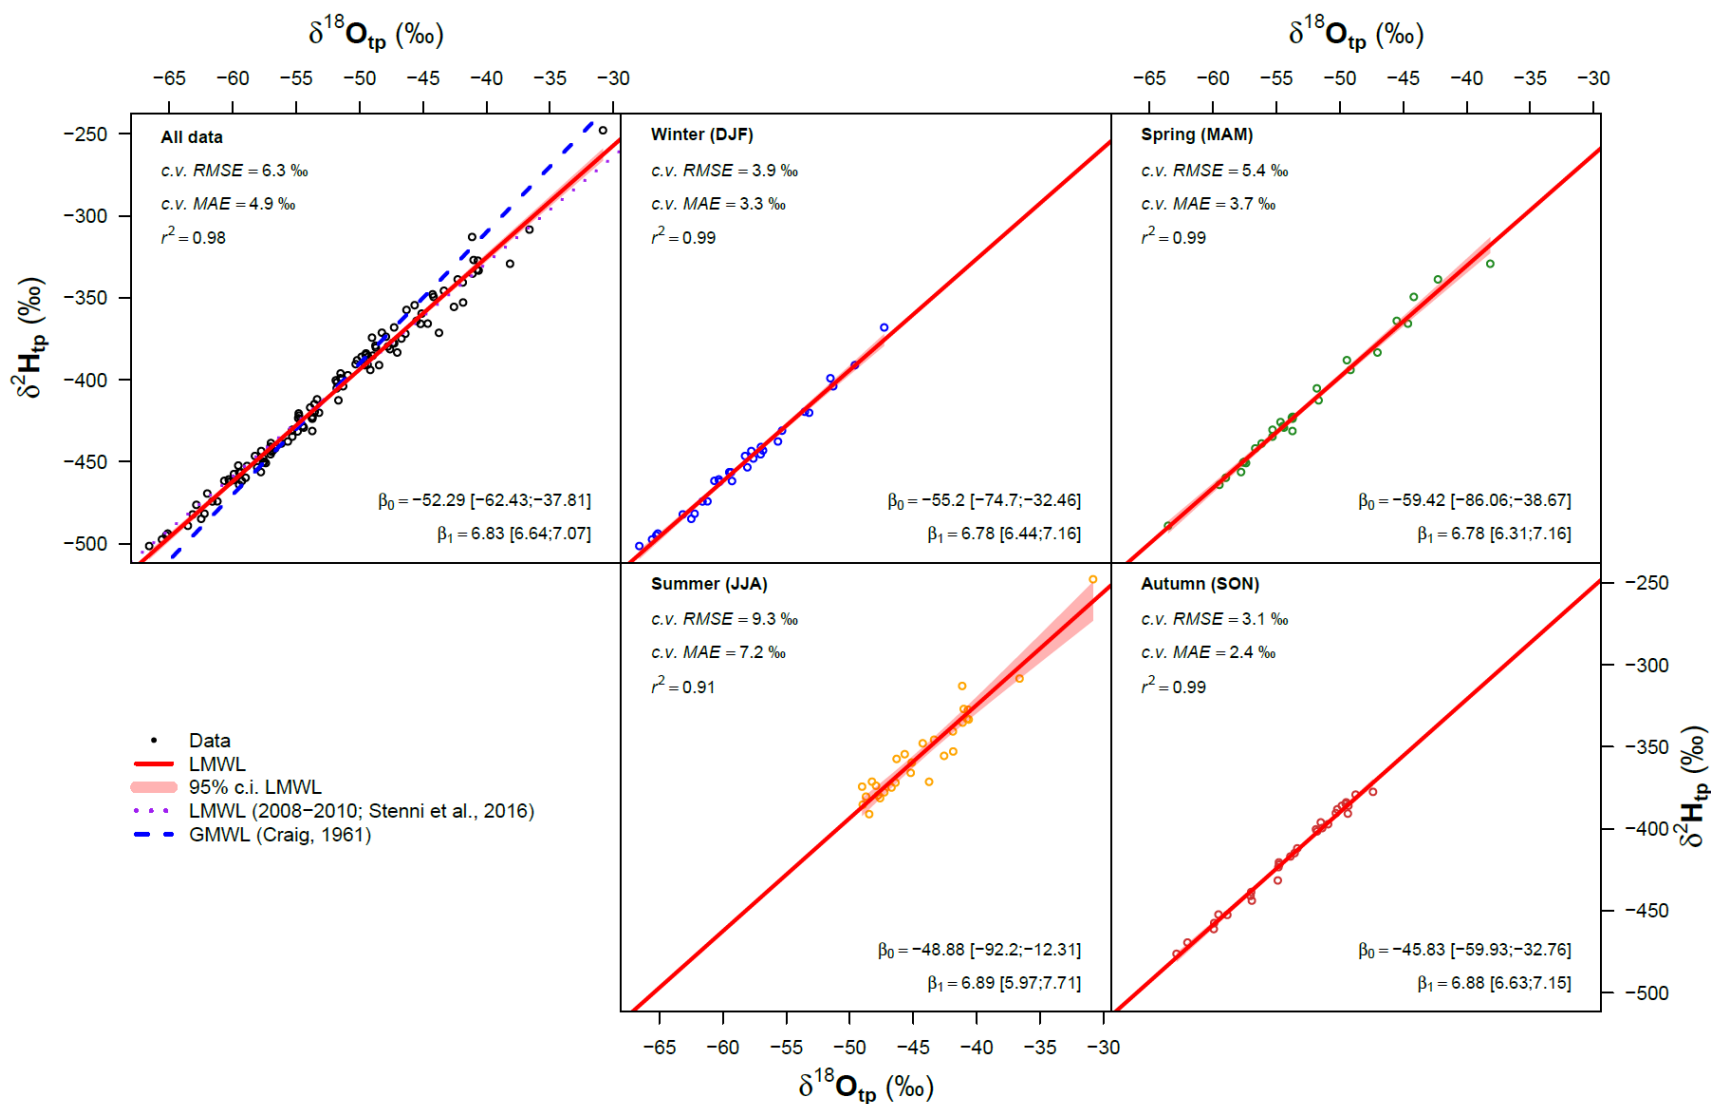 δ18Otp (‰)
δ18Otp (‰)
−65 −60 −55 −50 −45 −40 −35 −30
−65 −60 −55 −50 −45 −40 −35 −30
δ2Htp (‰)
−250
−300
−350
−400
−450
−500
All data
c.v. RMSE = 6.3 ‰
c.v. MAE = 4.9 ‰
r2 = 0.98
β0 = −52.29 [−62.43;−37.81]
β1 = 6.83 [6.64;7.07]
Winter (DJF)
c.v. RMSE = 3.9 ‰
c.v. MAE = 3.3 ‰
r2 = 0.99
β0 = −55.2 [−74.7;−32.46]
β1 = 6.78 [6.44;7.16]
Spring (MAM)
c.v. RMSE = 5.4 ‰
c.v. MAE = 3.7 ‰
r2 = 0.99
β0 = −59.42 [−86.06;−38.67]
β1 = 6.78 [6.31;7.16]
Data
LMWL
95% c.i. LMWL
LMWL (2008−2010; Stenni et al., 2016)
GMWL (Craig, 1961)
Summer (JJA)
c.v. RMSE = 9.3 ‰
c.v. MAE = 7.2 ‰
r2 = 0.91
β0 = −48.88 [−92.2;−12.31]
β1 = 6.89 [5.97;7.71]
Autumn (SON)
c.v. RMSE = 3.1 ‰
c.v. MAE = 2.4 ‰
r2 = 0.99
β0 = −45.83 [−59.93;−32.76]
β1 = 6.88 [6.63;7.15]
−250
−300
−350
−400
−450
−500
δ2Htp (‰)
−65 −60 −55 −50 −45 −40 −35 −30
δ18Otp (‰)